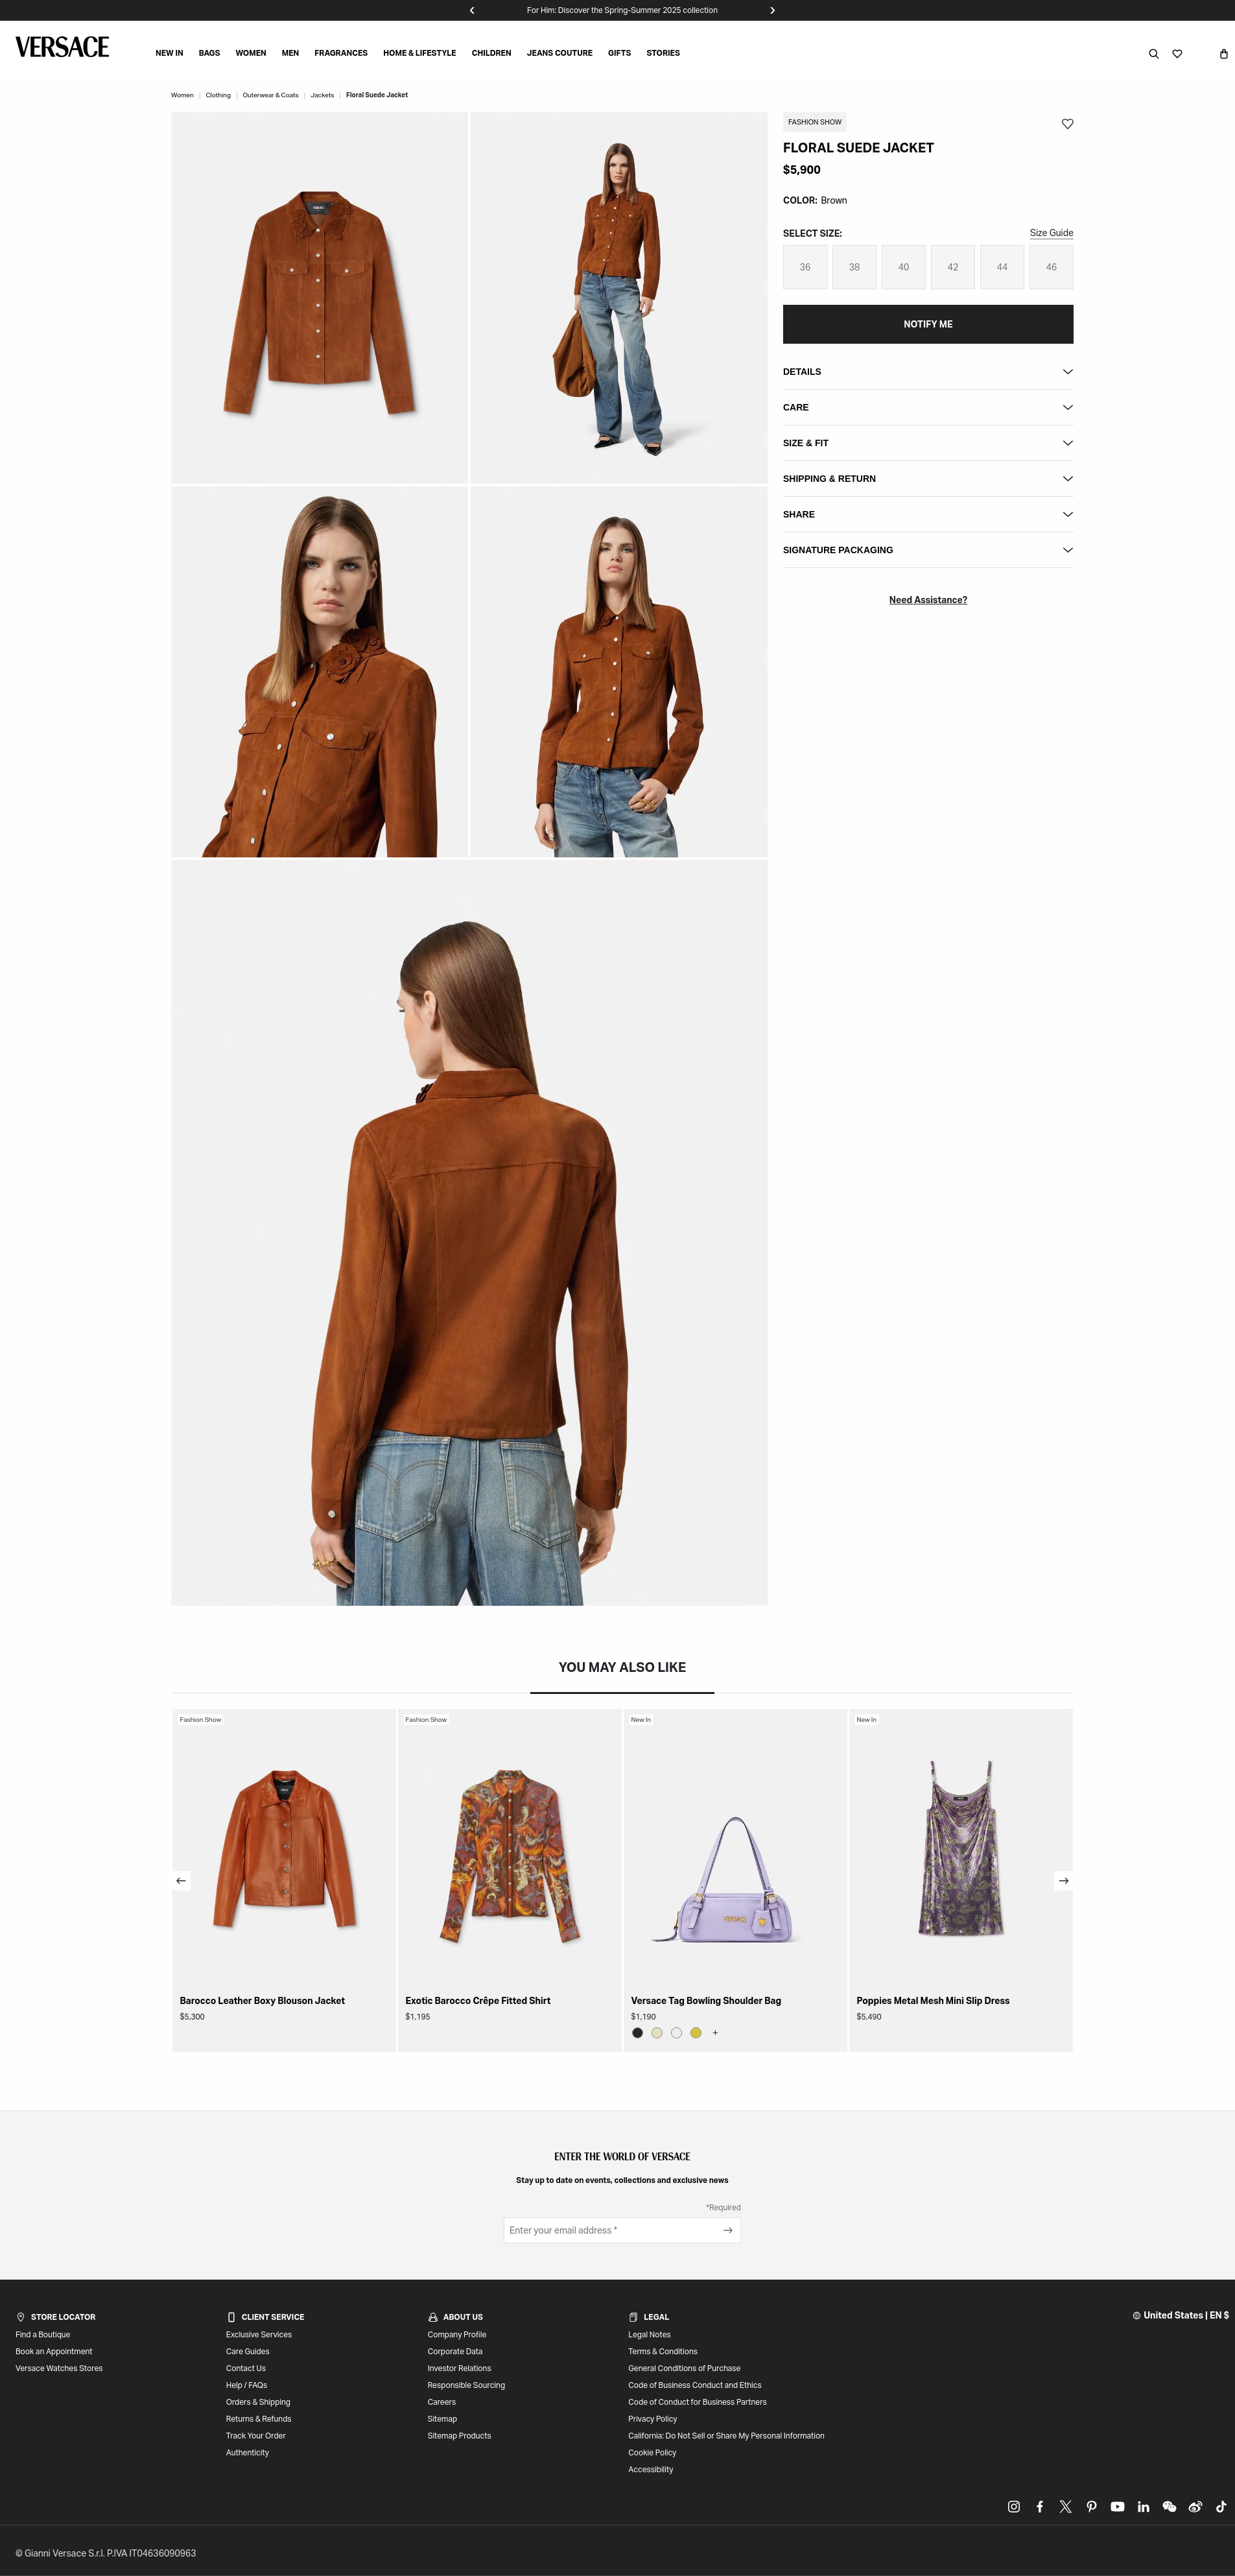 For Him: Discover the Spring-Summer 2025 collection
VERSACE
NEW IN BAGS WOMEN MEN FRAGRANCES HOME & LIFESTYLE CHILDREN JEANS COUTURE GIFTS STORIES
Women | Clothing | Outerwear & Coats | Jackets | Floral Suede Jacket
FASHION SHOW
FLORAL SUEDE JACKET
$5,900
COLOR: Brown
SELECT SIZE: Size Guide
36 38 40 42 44 46
NOTIFY ME
DETAILS
CARE
SIZE & FIT
SHIPPING & RETURN
SHARE
SIGNATURE PACKAGING
Need Assistance?
YOU MAY ALSO LIKE
Fashion Show
Barocco Leather Boxy Blouson Jacket
$5,300
Fashion Show
Exotic Barocco Crêpe Fitted Shirt
$1,195
New In
VERSACE
Versace Tag Bowling Shoulder Bag
$1,190
+
New In
Poppies Metal Mesh Mini Slip Dress
$5,490
ENTER THE WORLD OF VERSACE
Stay up to date on events, collections and exclusive news
*Required
Enter your email address *
STORE LOCATOR
Find a Boutique
Book an Appointment
Versace Watches Stores
CLIENT SERVICE
Exclusive Services
Care Guides
Contact Us
Help / FAQs
Orders & Shipping
Returns & Refunds
Track Your Order
Authenticity
ABOUT US
Company Profile
Corporate Data
Investor Relations
Responsible Sourcing
Careers
Sitemap
Sitemap Products
LEGAL
Legal Notes
Terms & Conditions
General Conditions of Purchase
Code of Business Conduct and Ethics
Code of Conduct for Business Partners
Privacy Policy
California: Do Not Sell or Share My Personal Information
Cookie Policy
Accessibility
United States | EN $
© Gianni Versace S.r.l. P.IVA IT04636090963